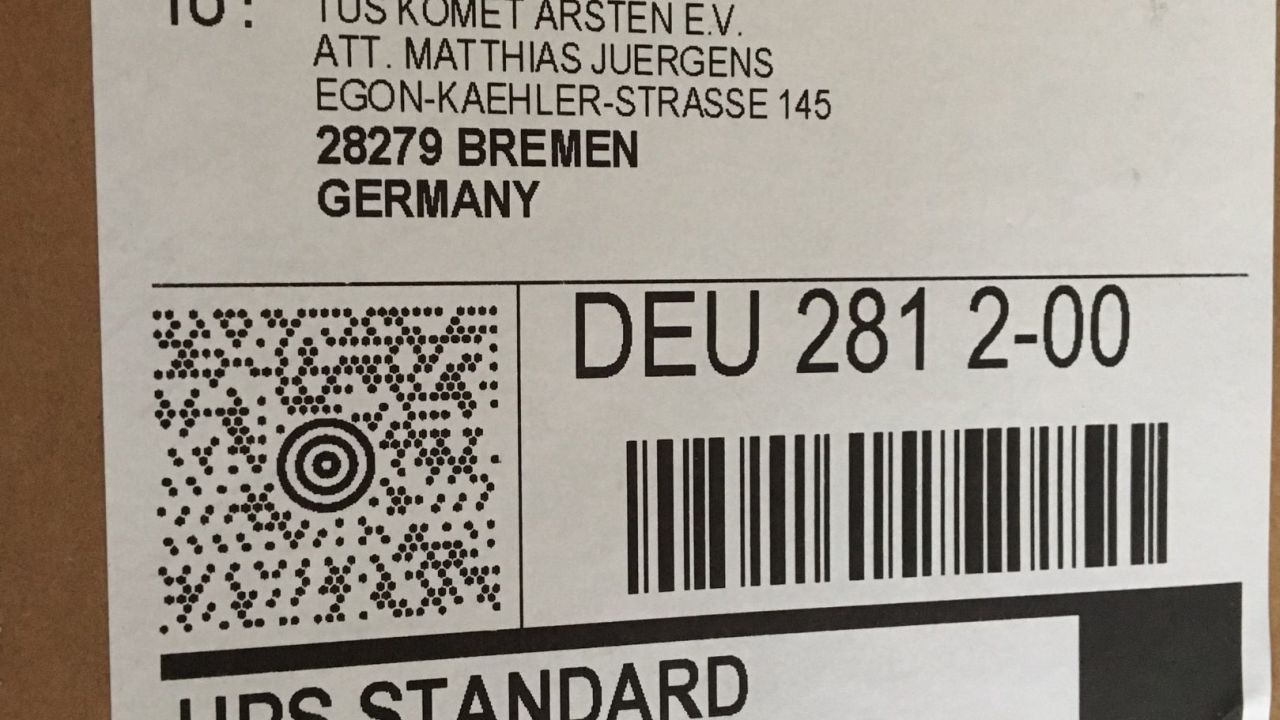 TO:
TUS KOMET ARSTEN E.V.
ATT. MATTHIAS JUERGENS
EGON-KAEHLER-STRASSE 145
28279 BREMEN
GERMANY
DEU 281 2-00
UPS STANDARD